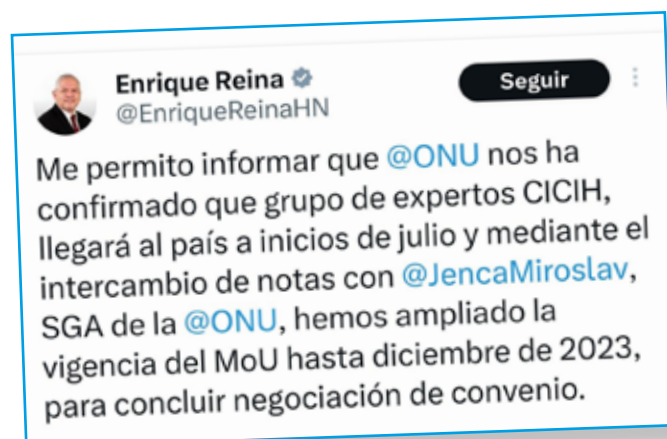 Enrique Reina
@EnriqueReinaHN
Seguir
Me permito informar que @ONU nos ha
confirmado que grupo de expertos CICIH,
llegará al país a inicios de julio y mediante el
intercambio de notas con @JencaMiroslav,
SGA de la @ONU, hemos ampliado la
vigencia del MoU hasta diciembre de 2023,
para concluir negociación de convenio.